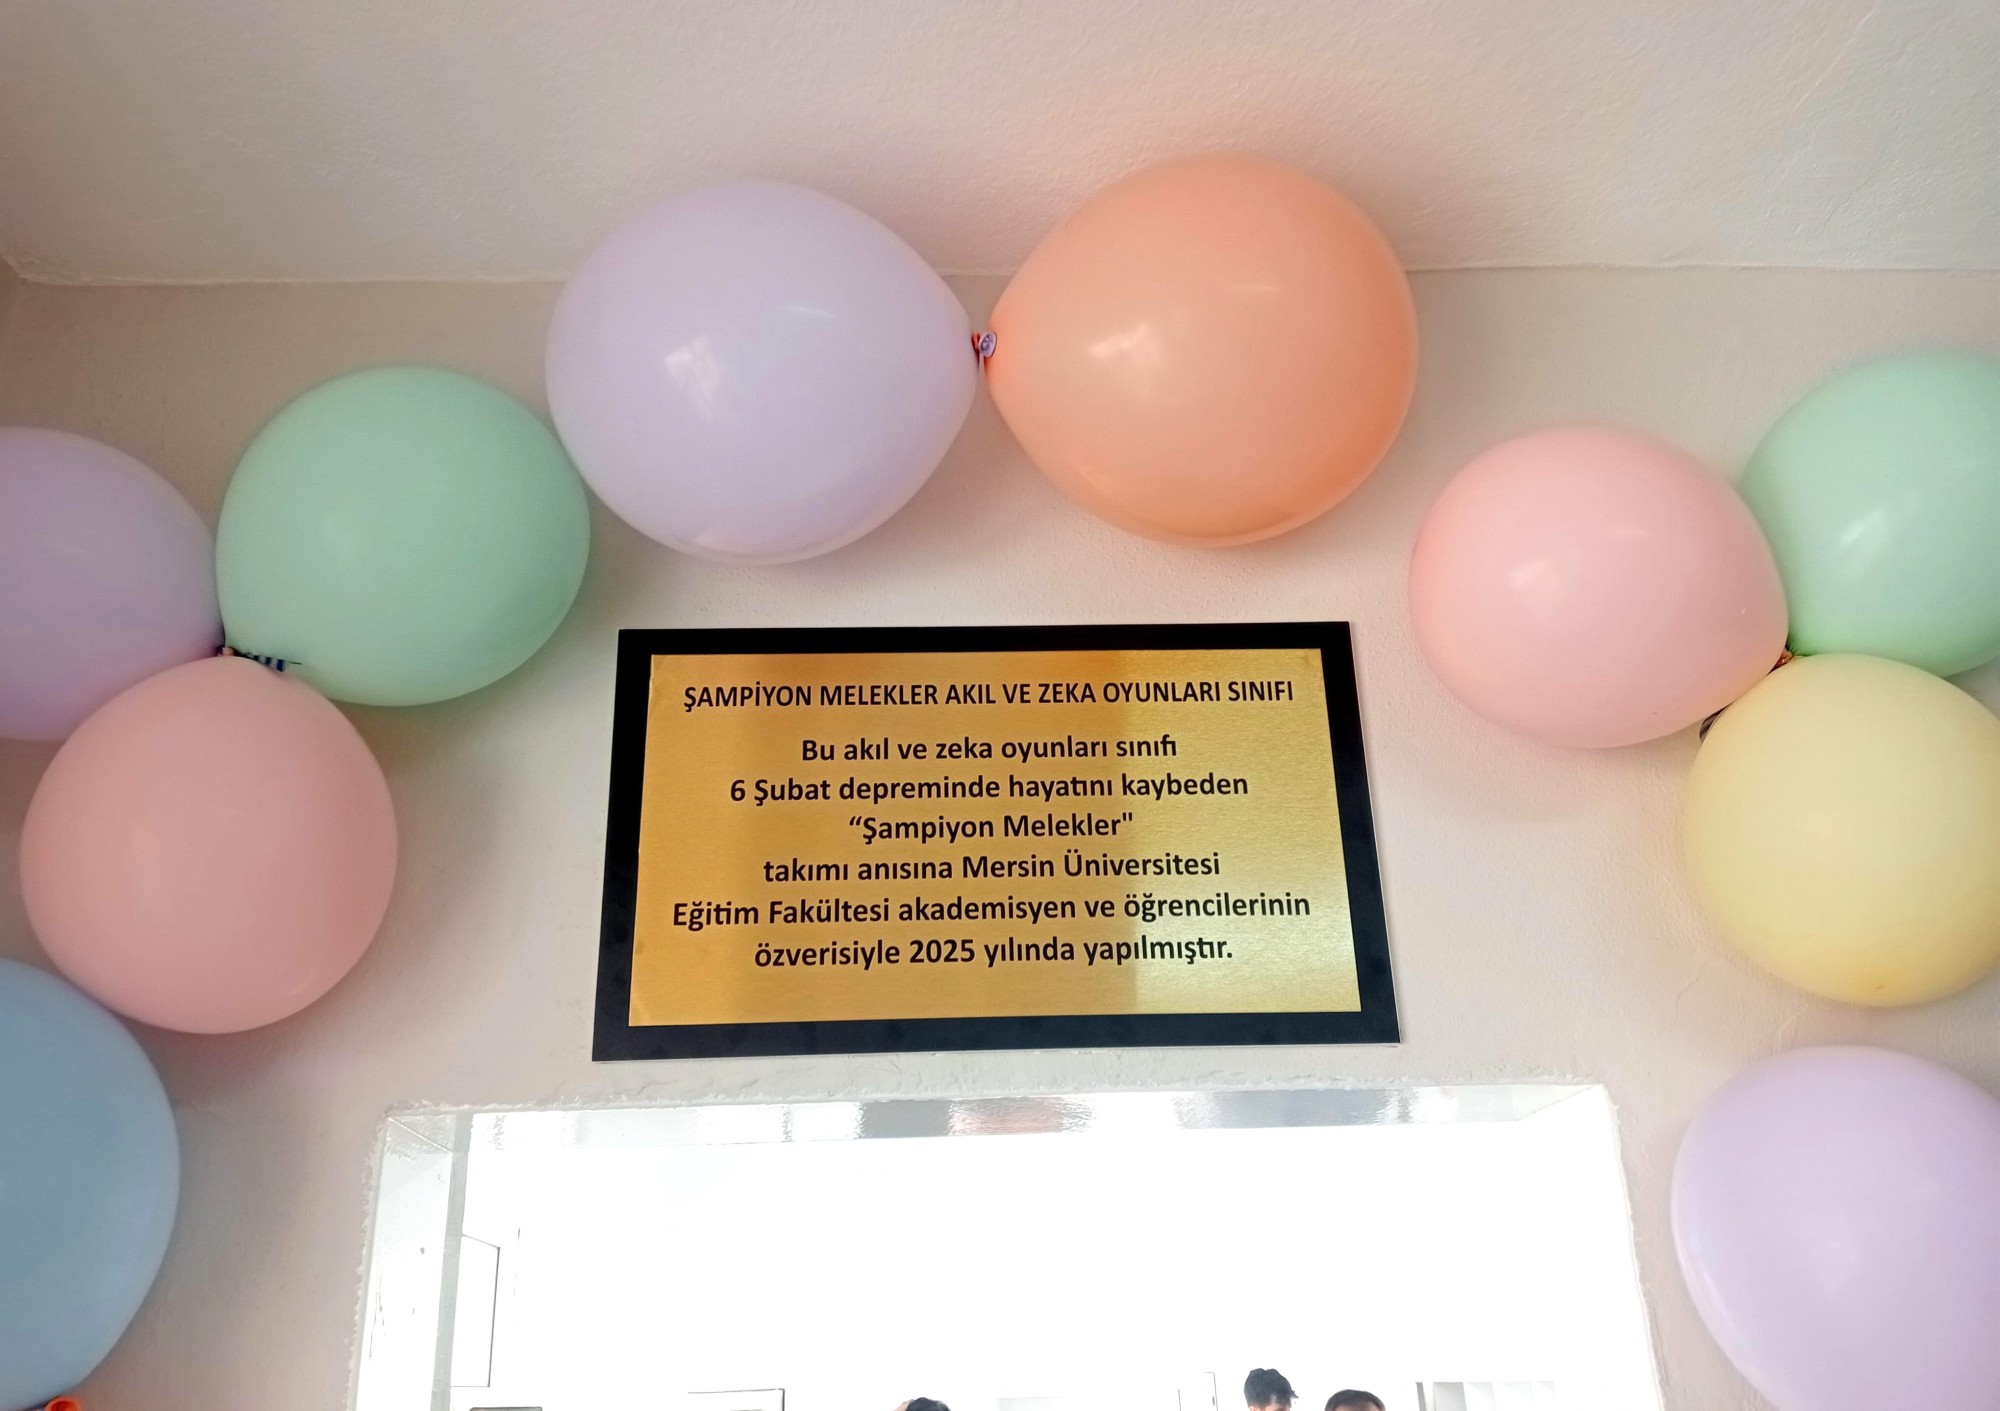 ŞAMPİYON MELEKLER AKIL VE ZEKA OYUNLARI SINIFI
Bu akıl ve zeka oyunları sınıfı
6 Şubat depreminde hayatını kaybeden
“Şampiyon Melekler"
takımı anısına Mersin Üniversitesi
Eğitim Fakültesi akademisyen ve öğrencilerinin
özverisiyle 2025 yılında yapılmıştır.